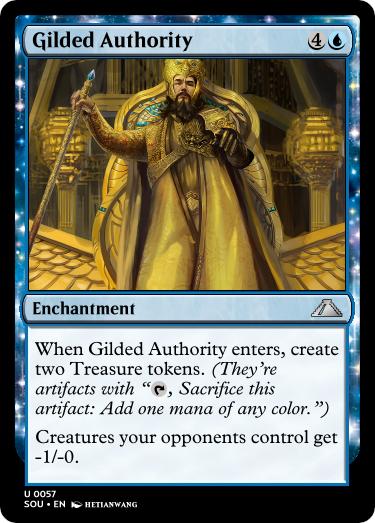 Gilded Authority 4
Enchantment
When Gilded Authority enters, create
two Treasure tokens. (They're
artifacts with “, Sacrifice this
artifact: Add one mana of any color.”)
Creatures your opponents control get
-1/-0.
U 0057
SOU • EN HETIANWANG